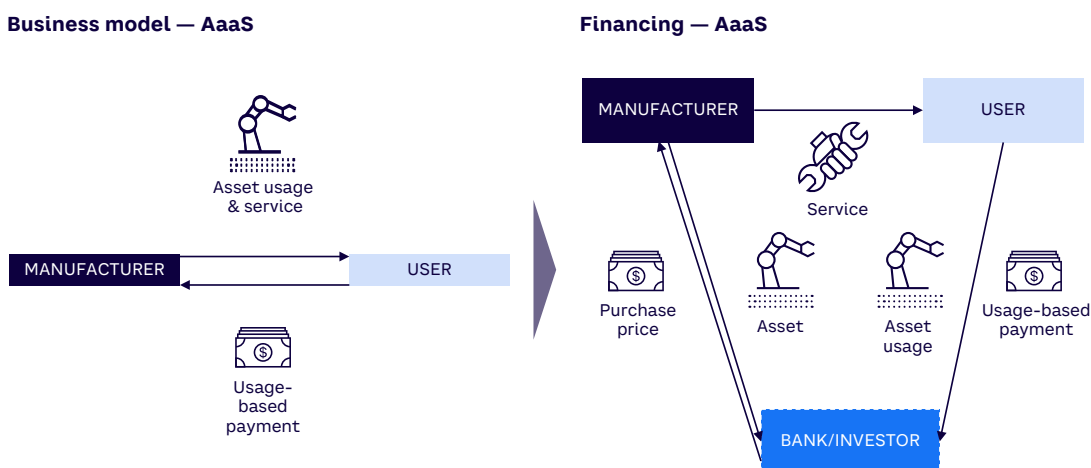 Business model — AaaS
Asset usage
& service
MANUFACTURER
USER
$
Usage-
based
payment
Financing — AaaS
MANUFACTURER
USER
Service
$
Purchase
price
Asset
Asset
usage
$
Usage-based
payment
BANK/INVESTOR